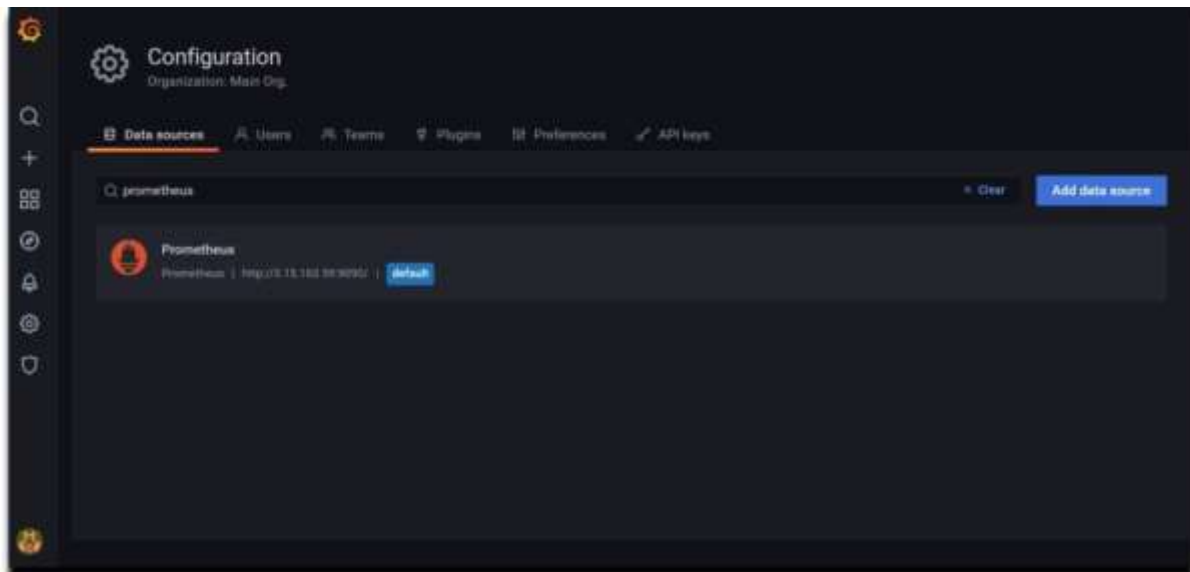 Configuration
Organization: Main Org.
Data sources Users Teams Plugins Preferences API keys
prometheus Clear Add data source
Prometheus
Prometheus | | default